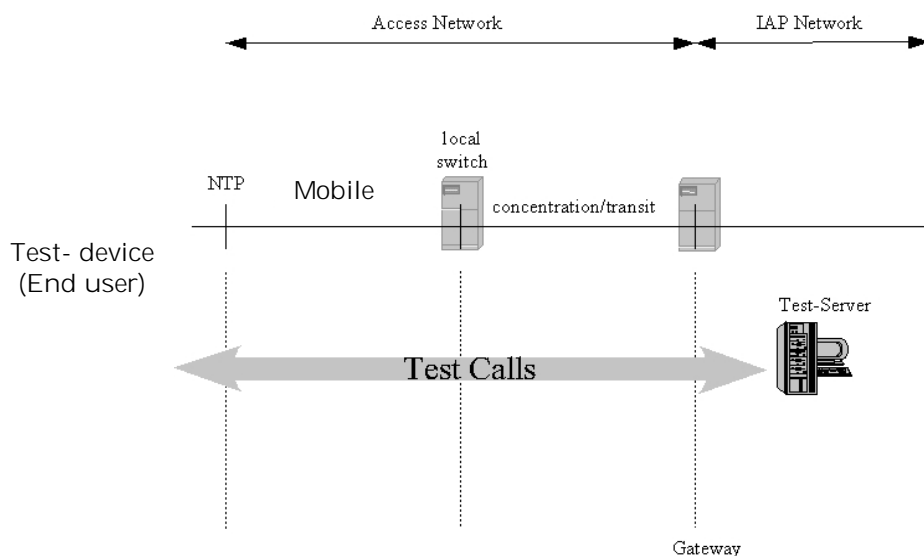 Access Network
IAP Network
local
switch
NTP
Mobile
concentration/transit
Test- device
(End user)
Test-Server
Test Calls
Gateway